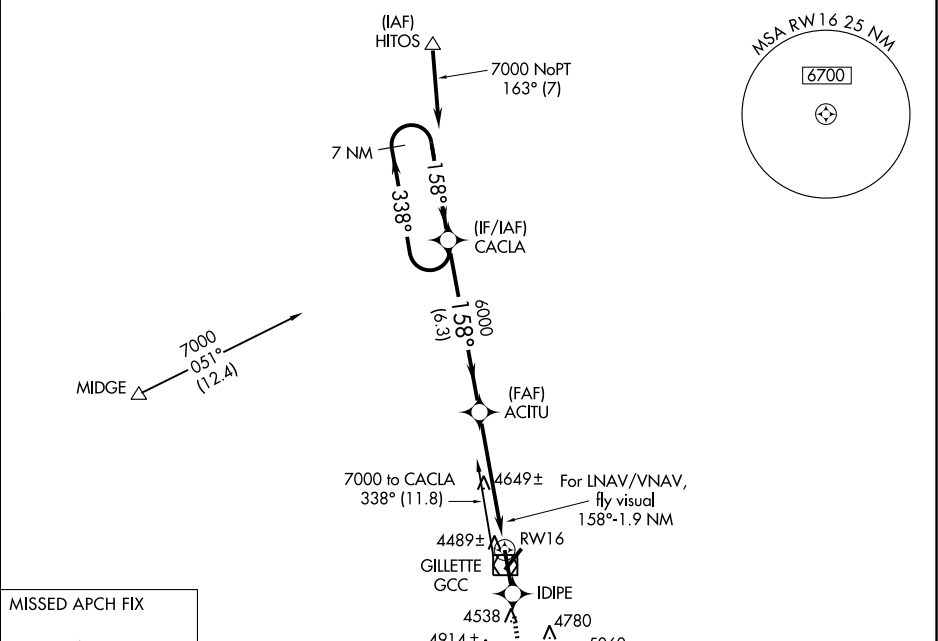 (IAF)
HITOS
7000 NoPT
163° (7)
MSA RW16 25 NM
6700
7 NM
158°
338°
(IF/IAF)
CACLA
6000
158°
(6.3)
7000
051°
(12.4)
MIDGE
(FAF)
ACITU
7000 to CACLA
338° (11.8)
4649±
For LNAV/VNAV,
fly visual
158°-1.9 NM
4489±
RW16
GILLETTE
GCC
IDIPE
MISSED APCH FIX
4538
4780
4914±